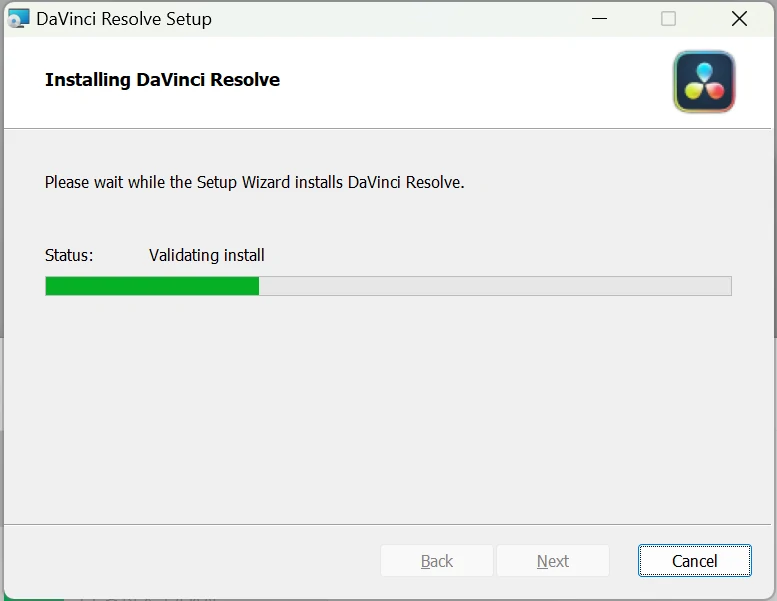 DaVinci Resolve Setup
Installing DaVinci Resolve
Please wait while the Setup Wizard installs DaVinci Resolve.
Status: Validating install
Back Next Cancel